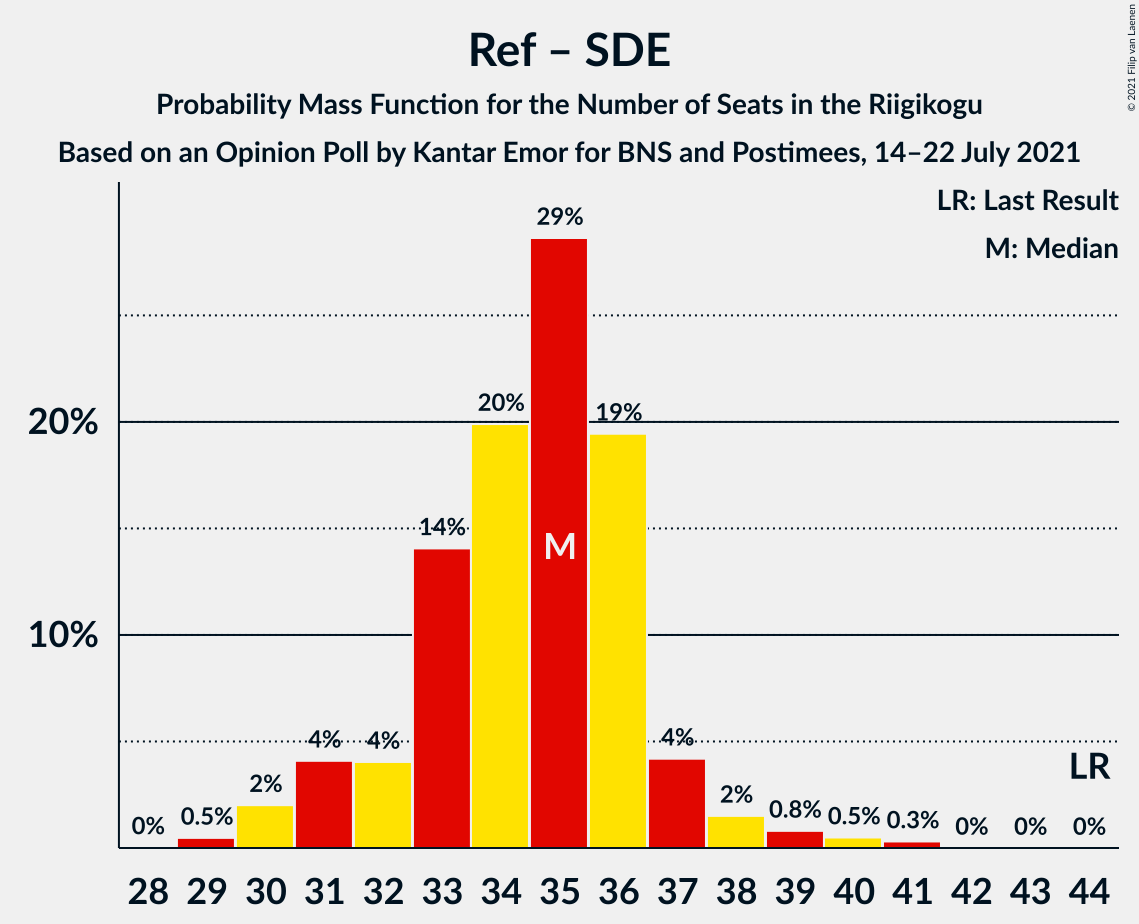 Ref – SDE
Probability Mass Function for the Number of Seats in the Riigikogu
Based on an Opinion Poll by Kantar Emor for BNS and Postimees, 14–22 July 2021
© 2021 Filip van Laenen
LR: Last Result
M: Median
29%
20%
19%
20%
14%
M
10%
4%
4%
4%
LR
2%
2%
0%
0.5%
0.8%
0.5%
0.3%
0%
0%
0%
28 29 30 31 32 33 34 35 36 37 38 39 40 41 42 43 44